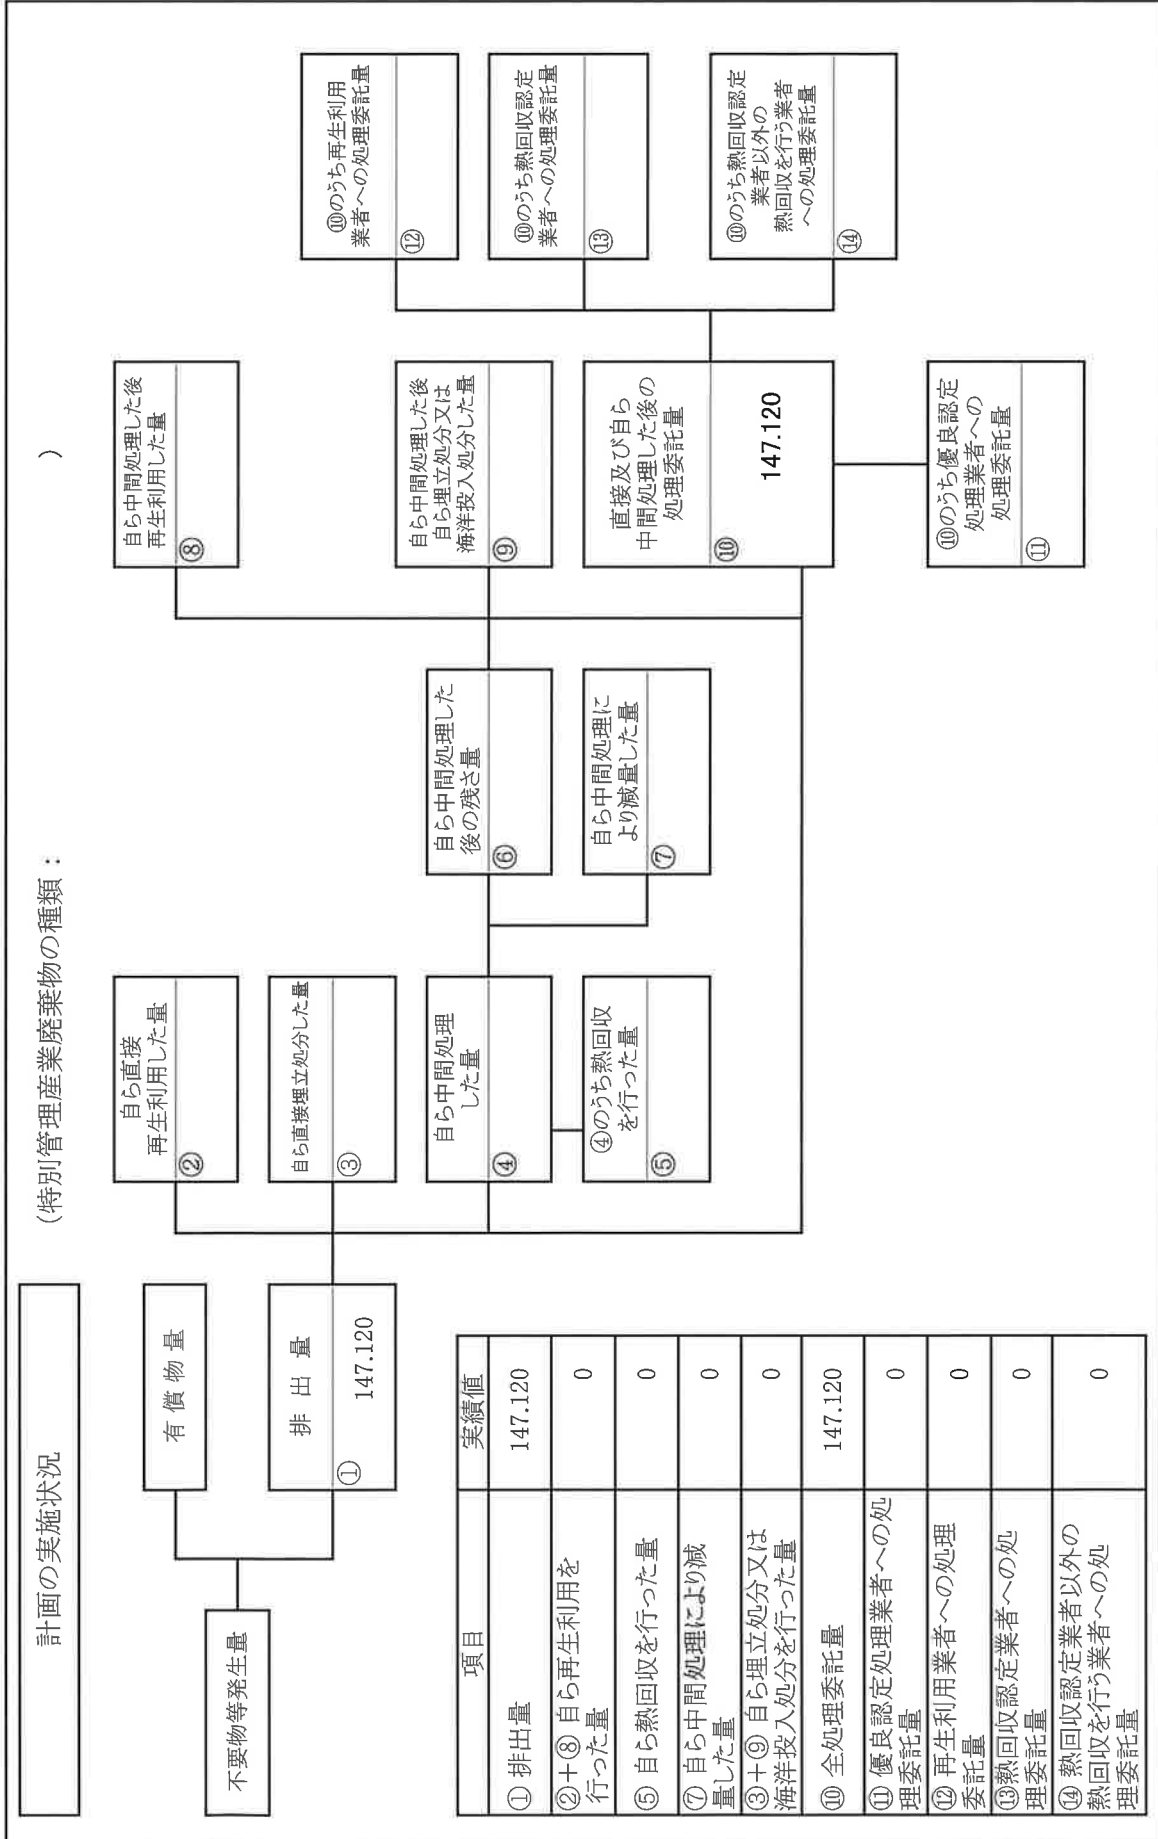 計画の実施状況
(特別管理産業廃棄物の種類：
)
不要物等発生量
有償物量
排出量
①
147.120
自ら直接
再生利用した量
②
自ら直接埋立処分した量
③
自ら中間処理
した量
④
④のうち熱回収
を行った量
⑤
自ら中間処理した
後の残さ量
⑥
自ら中間処理に
より減量した量
⑦
自ら中間処理した後
再生利用した量
⑧
自ら中間処理した後
自ら埋立処分又は
海洋投入処分した量
⑨
直接及び自ら
中間処理した後の
処理委託量
⑩
147.120
⑩のうち優良認定
処理業者への
処理委託量
⑪
⑩のうち再生利用
業者への処理委託量
⑫
⑩のうち熱回収認定
業者への処理委託量
⑬
⑩のうち熱回収認定
業者以外の
熱回収を行う業者
への処理委託量
⑭
項目 実績値
① 排出量 147.120
②＋⑧ 自ら再生利用を
行った量 0
⑤ 自ら熱回収を行った量 0
⑦ 自ら中間処理により減
量した量 0
③＋⑨ 自ら埋立処分又は
海洋投入処分を行った量 0
⑩ 全処理委託量 147.120
⑪ 優良認定処理業者への処
理委託量 0
⑫ 再生利用業者への処理
委託量 0
⑬熱回収認定業者への処
理委託量 0
⑭ 熱回収認定業者以外の
熱回収を行う業者への処
理委託量 0